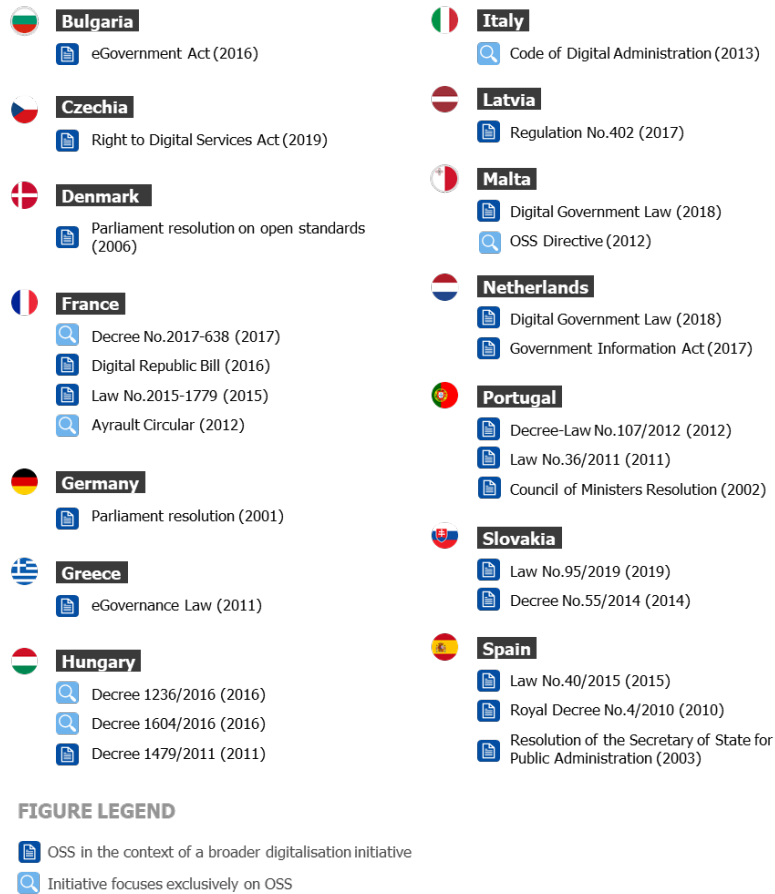 Bulgaria
eGovernment Act (2016)
Czechia
Right to Digital Services Act (2019)
Denmark
Parliament resolution on open standards
(2006)
France
Decree No.2017-638 (2017)
Digital Republic Bill (2016)
Law No.2015-1779 (2015)
Ayrault Circular (2012)
Germany
Parliament resolution (2001)
Greece
eGovernance Law (2011)
Hungary
Decree 1236/2016 (2016)
Decree 1604/2016 (2016)
Decree 1479/2011 (2011)
Italy
Code of Digital Administration (2013)
Latvia
Regulation No.402 (2017)
Malta
Digital Government Law (2018)
OSS Directive (2012)
Netherlands
Digital Government Law (2018)
Government Information Act (2017)
Portugal
Decree-Law No.107/2012 (2012)
Law No.36/2011 (2011)
Council of Ministers Resolution (2002)
Slovakia
Law No.95/2019 (2019)
Decree No.55/2014 (2014)
Spain
Law No.40/2015 (2015)
Royal Decree No.4/2010 (2010)
Resolution of the Secretary of State for
Public Administration (2003)
FIGURE LEGEND
OSS in the context of a broader digitalisation initiative
Initiative focuses exclusively on OSS